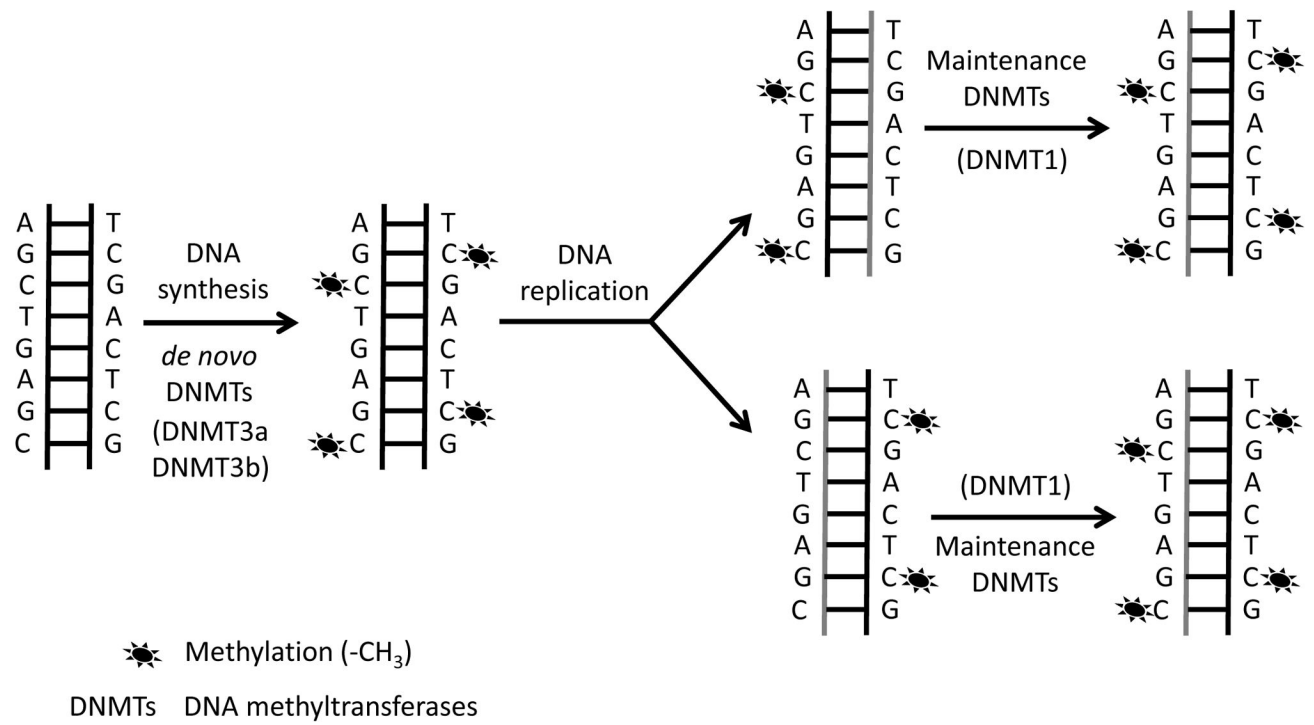 A T
G C
C G
T A
G C
A T
G C
C G
DNA
synthesis
de novo
DNMTs
(DNMT3a
DNMT3b)
A T
G C
C G
T A
G C
A T
G C
C G
DNA
replication
A T
G C
C G
T A
G C
A T
G C
C G
Maintenance
DNMTs
(DNMT1)
A T
G C
C G
T A
G C
A T
G C
C G
A T
G C
C G
T A
G C
A T
G C
C G
(DNMT1)
Maintenance
DNMTs
A T
G C
C G
T A
G C
A T
G C
C G
Methylation (-CH₃)
DNMTs DNA methyltransferases